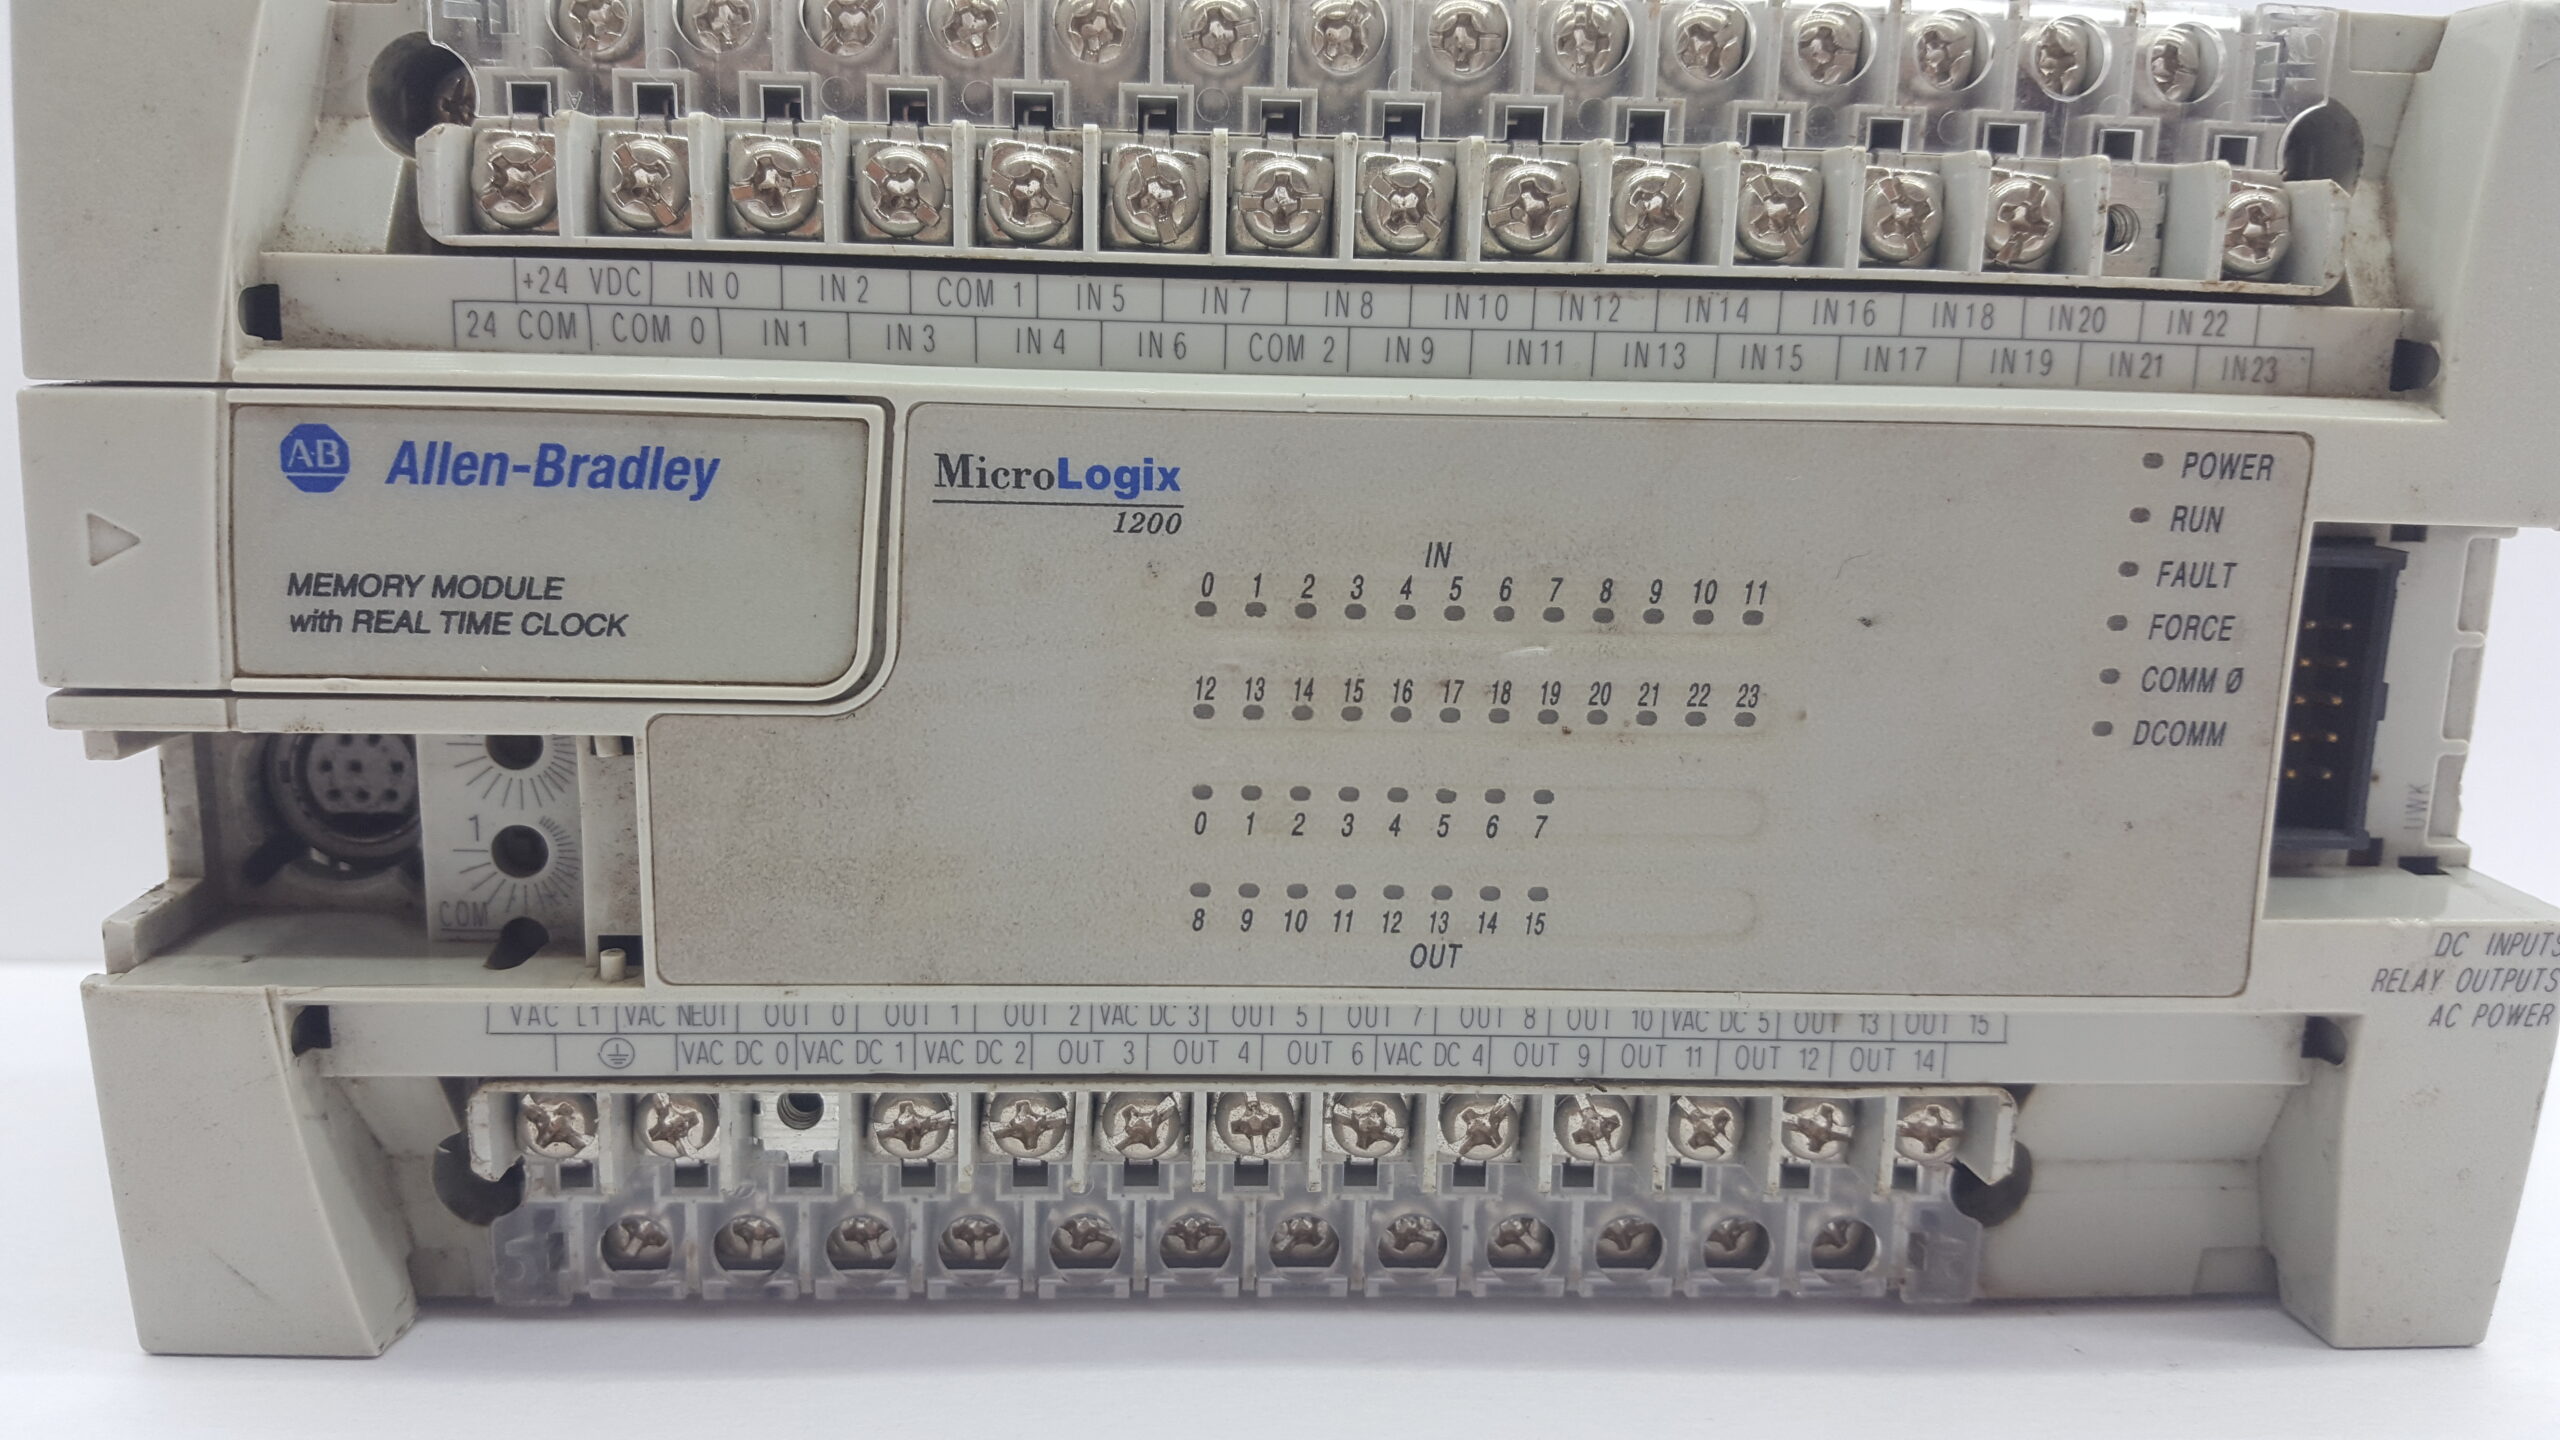 +24 VDC IN 0 IN 2 COM 1 IN 5 IN 7 IN 8 IN 10 IN 12 IN 14 IN 16 IN 18 IN 20 IN 22
24 COM COM 0 IN 1 IN 3 IN 4 IN 6 COM 2 IN 9 IN 11 IN 13 IN 15 IN 17 IN 19 IN 21 IN 23
AB Allen-Bradley
MEMORY MODULE
with REAL TIME CLOCK
MicroLogix
1200
IN
0 1 2 3 4 5 6 7 8 9 10 11
12 13 14 15 16 17 18 19 20 21 22 23
0 1 2 3 4 5 6 7
8 9 10 11 12 13 14 15
OUT
POWER
RUN
FAULT
FORCE
COMM Ø
DCOMM
1
COM
UWK
DC INPUTS
RELAY OUTPUTS
AC POWER
VAC L1 VAC NEUT OUT 0 OUT 1 OUT 2 VAC DC 3 OUT 5 OUT 7 OUT 8 OUT 10 VAC DC 5 OUT 13 OUT 15
VAC DC 0 VAC DC 1 VAC DC 2 OUT 3 OUT 4 OUT 6 VAC DC 4 OUT 9 OUT 11 OUT 12 OUT 14